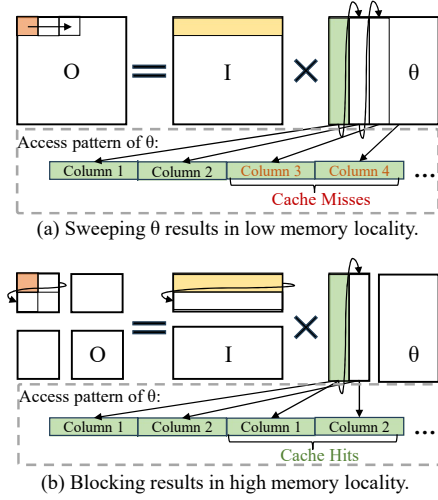 O = I × θ
Access pattern of θ:
Column 1 Column 2 Column 3 Column 4 ...
Cache Misses
(a) Sweeping θ results in low memory locality.
O = I × θ
Access pattern of θ:
Column 1 Column 2 Column 1 Column 2 ...
Cache Hits
(b) Blocking results in high memory locality.